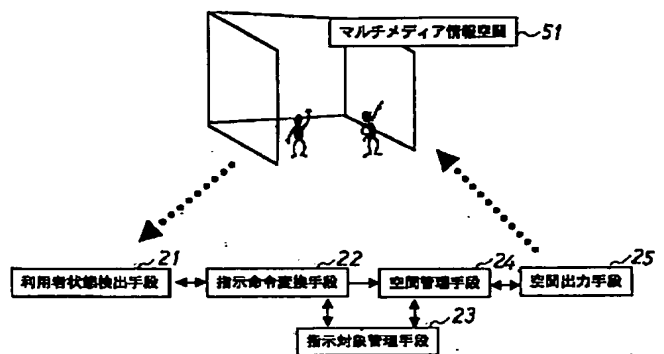 マルチメディア情報空間 51
21 22 24 25
利用者状態検出手段 指示命令変換手段 空間管理手段 空間出力手段
23
指示対象管理手段